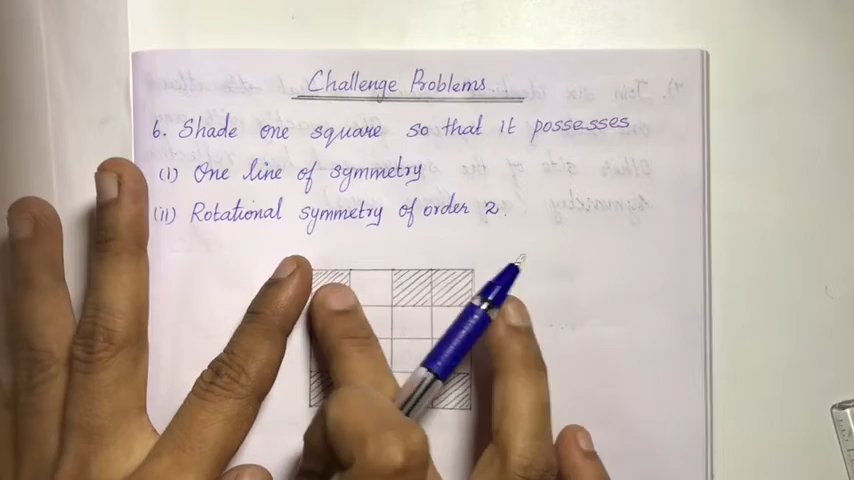 Challenge Problems
6. Shade one square so that it possesses
(i) One line of symmetry
(ii) Rotational symmetry of order 2.